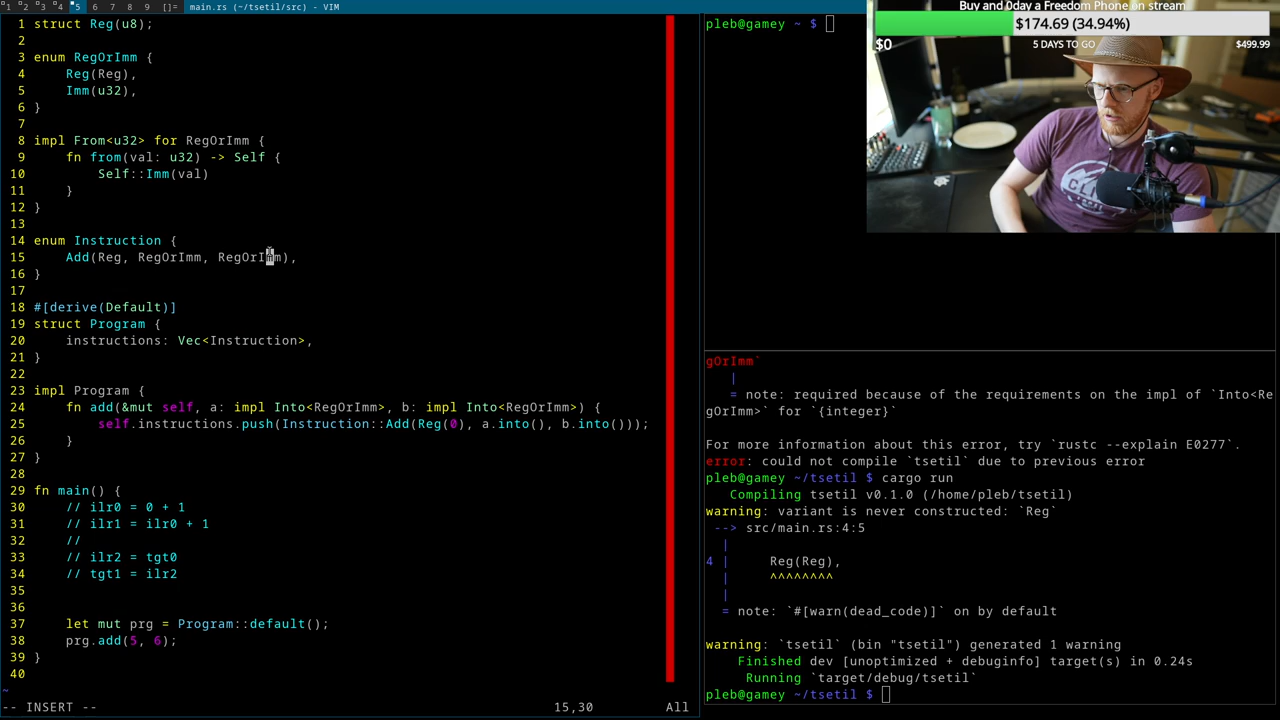 1 2 3 4 5 6 7 8 9 []= main.rs (~/tsetil/src) - VIM
1 struct Reg(u8);
2
3 enum RegOrImm {
4     Reg(Reg),
5     Imm(u32),
6 }
7
8 impl From<u32> for RegOrImm {
9     fn from(val: u32) -> Self {
10         Self::Imm(val)
11     }
12 }
13
14 enum Instruction {
15     Add(Reg, RegOrImm, RegOrImm),
16 }
17
18 #[derive(Default)]
19 struct Program {
20     instructions: Vec<Instruction>,
21 }
22
23 impl Program {
24     fn add(&mut self, a: impl Into<RegOrImm>, b: impl Into<RegOrImm>) {
25         self.instructions.push(Instruction::Add(Reg(0), a.into(), b.into()));
26     }
27 }
28
29 fn main() {
30     // ilr0 = 0 + 1
31     // ilr1 = ilr0 + 1
32     //
33     // ilr2 = tgt0
34     // tgt1 = ilr2
35
36
37     let mut prg = Program::default();
38     prg.add(5, 6);
39 }
40
~
-- INSERT -- 15,30 All
pleb@gamey ~ $
Buy and 0day a Freedom Phone on stream
$174.69 (34.94%)
$0 5 DAYS TO GO $499.99
gOrImm`
|
= note: required because of the requirements on the impl of `Into<Re
gOrImm>` for `{integer}`
For more information about this error, try `rustc --explain E0277`.
error: could not compile `tsetil` due to previous error
pleb@gamey ~/tsetil $ cargo run
Compiling tsetil v0.1.0 (/home/pleb/tsetil)
warning: variant is never constructed: `Reg`
--> src/main.rs:4:5
|
4 |     Reg(Reg),
|     ^^^^^^^^
|
= note: `#[warn(dead_code)]` on by default
warning: `tsetil` (bin "tsetil") generated 1 warning
Finished dev [unoptimized + debuginfo] target(s) in 0.24s
Running `target/debug/tsetil`
pleb@gamey ~/tsetil $